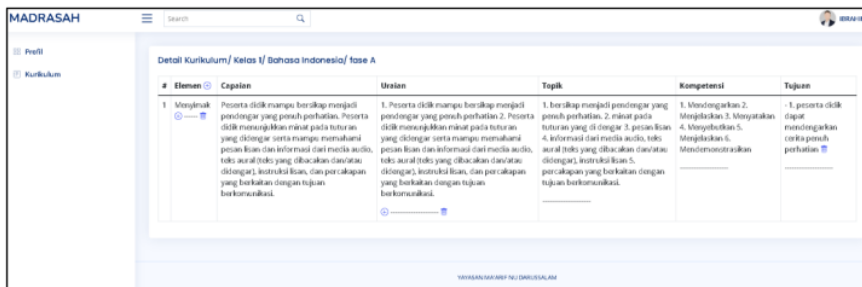 MADRASAH
Search
IBRAHI
Profil
Kurikulum
Detail Kurikulum/ Kelas 1/ Bahasa Indonesia/ fase A
# Elemen Capaian Uraian Topik Kompetensi Tujuan
1 Menyimak
Peserta didik mampu bersikap menjadi
pendengar yang penuh perhatian. Peserta
didik menunjukkan minat pada tuturan
yang didengar serta mampu memahami
pesan lisan dan informasi dari media audio,
teks aural (teks yang dibacakan dan/atau
didengar), instruksi lisan, dan percakapan
yang berkaitan dengan tujuan
berkomunikasi.
1. Peserta didik mampu bersikap menjadi
pendengar yang penuh perhatian 2. Peserta
didik menunjukkan minat pada tuturan
yang didengar serta mampu memahami
pesan lisan dan informasi dari media audio,
teks aural (teks yang dibacakan dan/atau
didengar), instruksi lisan, dan percakapan
yang berkaitan dengan tujuan
berkomunikasi.
1. bersikap menjadi pendengar yang
penuh perhatian. 2. minat pada
tuturan yang di dengar 3. pesan lisan
4. informasi dari media audio, teks
aural (teks yang dibacakan dan/atau
didengar), instruksi lisan 5.
percakapan yang berkaitan dengan
tujuan berkomunikasi.
1. Mendengarkan 2.
Menjelaskan 3. Menyatakan
4. Menyebutkan 5.
Menjelaskan 6.
Mendemonstrasikan
- 1. peserta didik
dapat
mendengarkan
cerita penuh
perhatian
YAYASAN MA'ARIF NU DARUSSALAM